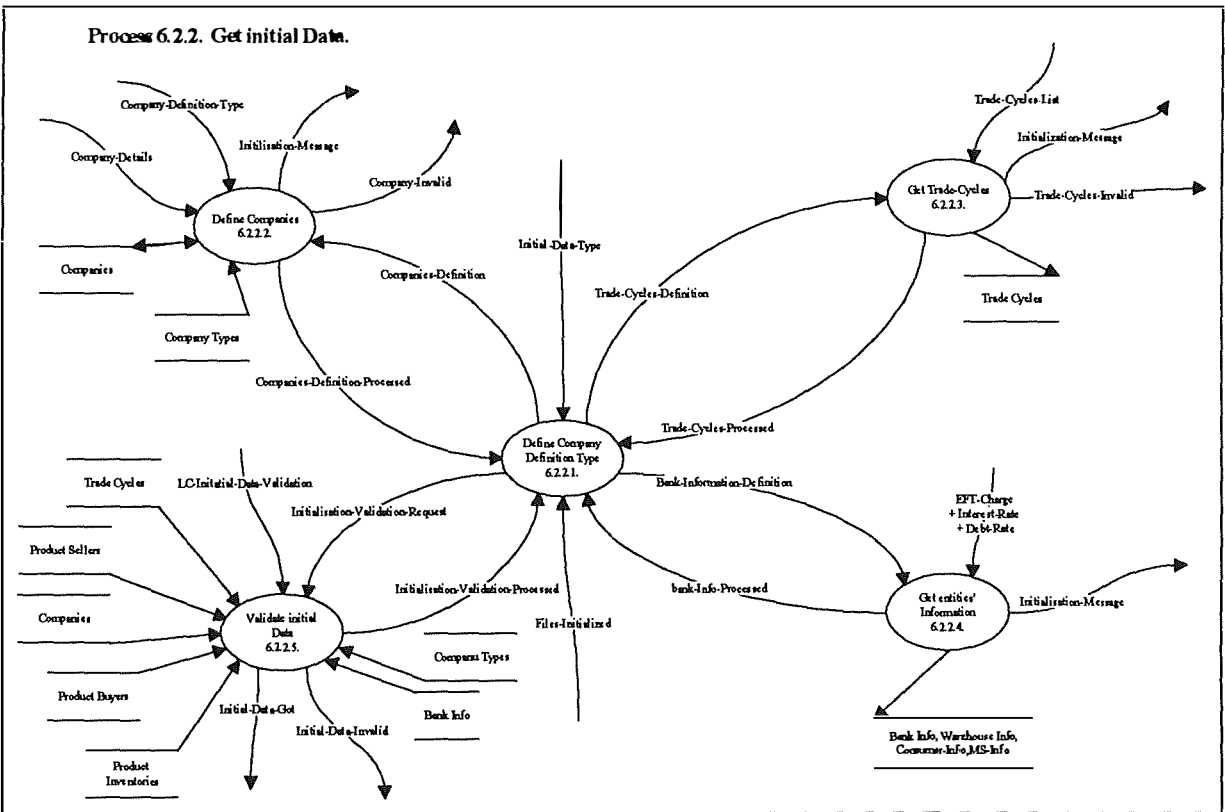 Process 6.2.2. Get initial Data.
Company-Definition-Type
Company-Details
Initilisation-Message
Company-Invalid
Define Companies
6.2.2.2.
Companies
Company Types
Companies-Definition
Companies-Definition-Processed
Initial-Data-Type
Trade-Cycles-List
Initialization-Message
Get Trade-Cycles
6.2.2.3.
Trade-Cycles-Invalid
Trade Cycles
Trade-Cycles-Definition
Trade-Cycles-Processed
Define Company
Definition Type
6.2.2.1.
Bank-Information-Definition
EFT-Charge
+ Interest-Rate
+ Debt-Rate
bank-Info-Processed
Get entities'
Information
6.2.2.4.
Initialisation-Message
Bank Info, Warehouse Info,
Consumer-Info,MS-Info
Files-Initialized
Trade Cycles
LC-Initatial-Data-Validation
Initialisation-Validation-Request
Product Sellers
Initialisation-Validation-Processed
Companies
Validate initial
Data
6.2.2.5.
Companu Types
Product Buyers
Bank Info
Initial-Data-Got
Initial-Data-Invalid
Product
Inventories